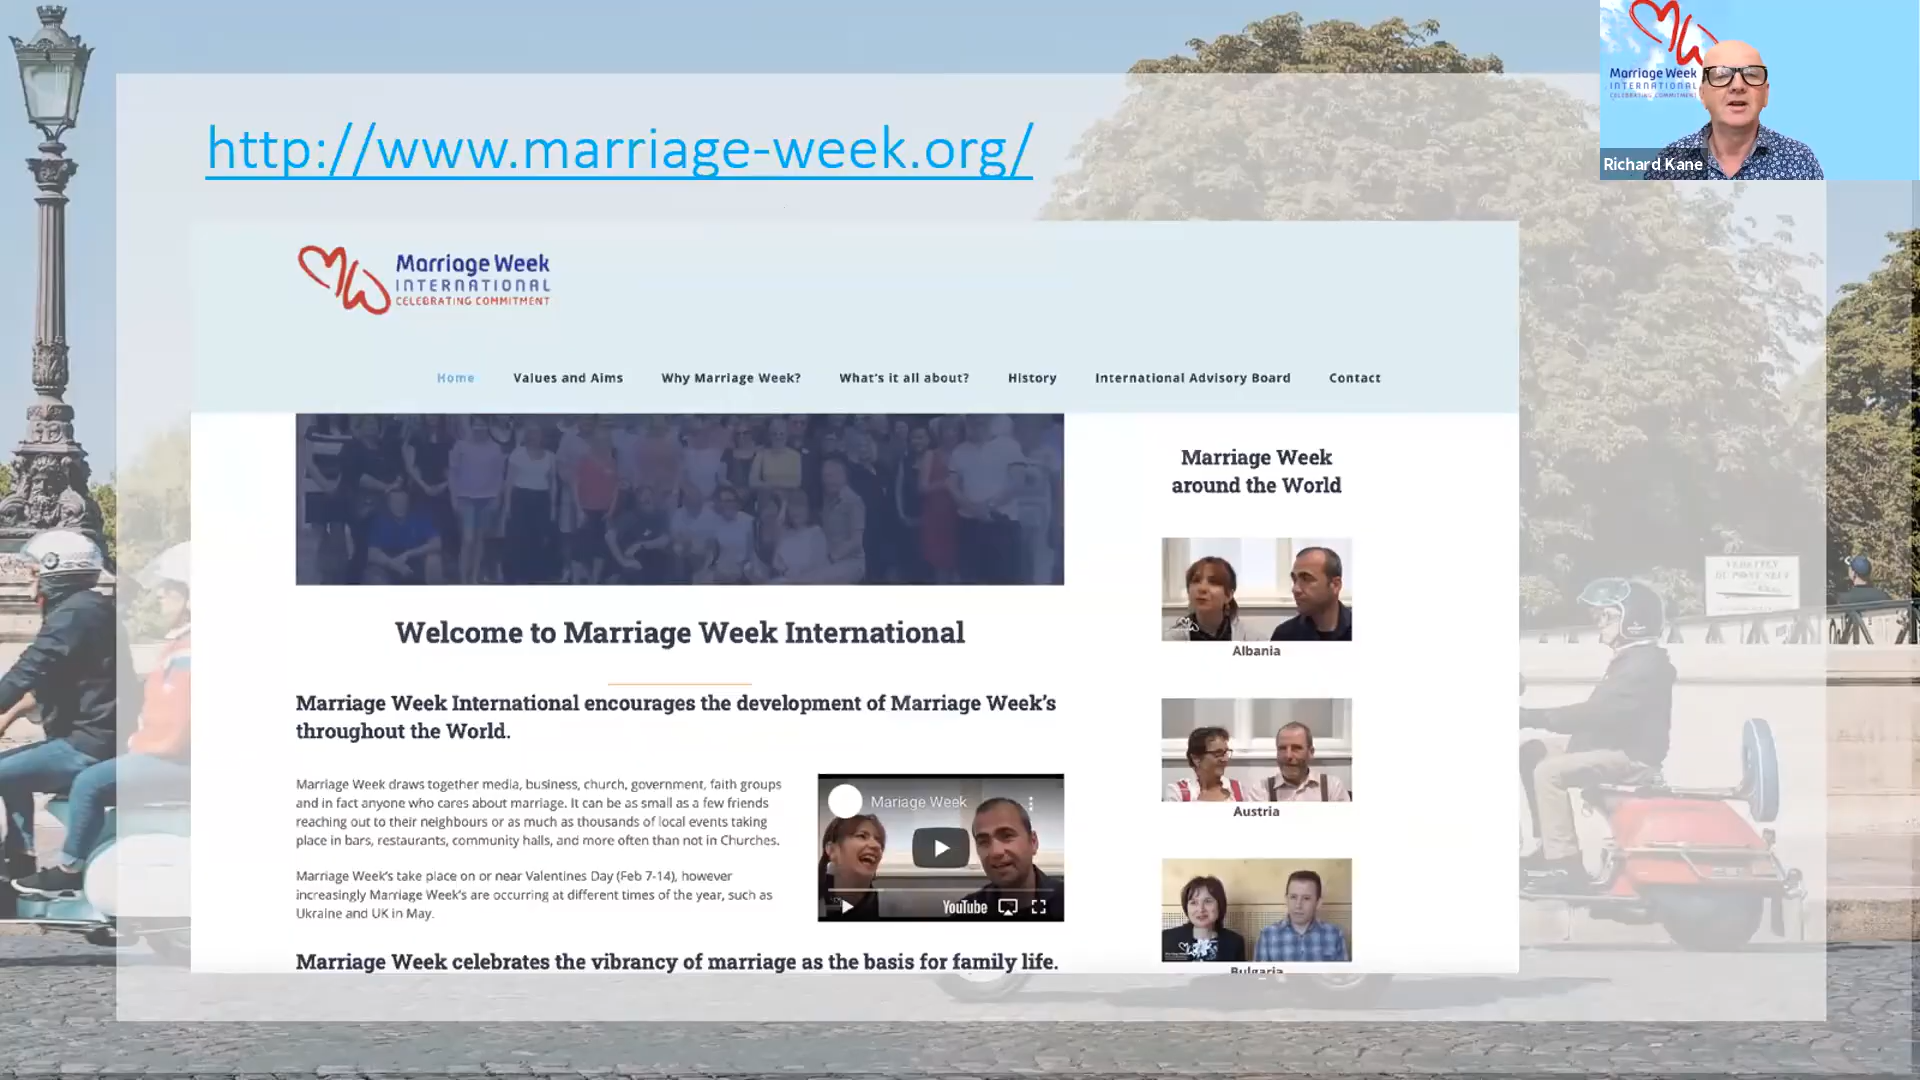 http://www.marriage-week.org/
Marriage Week
INTERNATIONAL
CELEBRATING COMMITMENT
Richard Kane
Marriage Week
INTERNATIONAL
CELEBRATING COMMITMENT
Home Values and Aims Why Marriage Week? What's it all about? History International Advisory Board Contact
Welcome to Marriage Week International
Marriage Week International encourages the development of Marriage Week's
throughout the World.
Marriage Week draws together media, business, church, government, faith groups
and in fact anyone who cares about marriage. It can be as small as a few friends
reaching out to their neighbours or as much as thousands of local events taking
place in bars, restaurants, community halls, and more often than not in Churches.
Marriage Week's take place on or near Valentines Day (Feb 7-14), however
increasingly Marriage Week's are occurring at different times of the year, such as
Ukraine and UK in May.
Mariage Week
YouTube
Marriage Week celebrates the vibrancy of marriage as the basis for family life.
Marriage Week
around the World
Albania
Austria
Bulgaria
VEDETTES
DU PONT NEUF